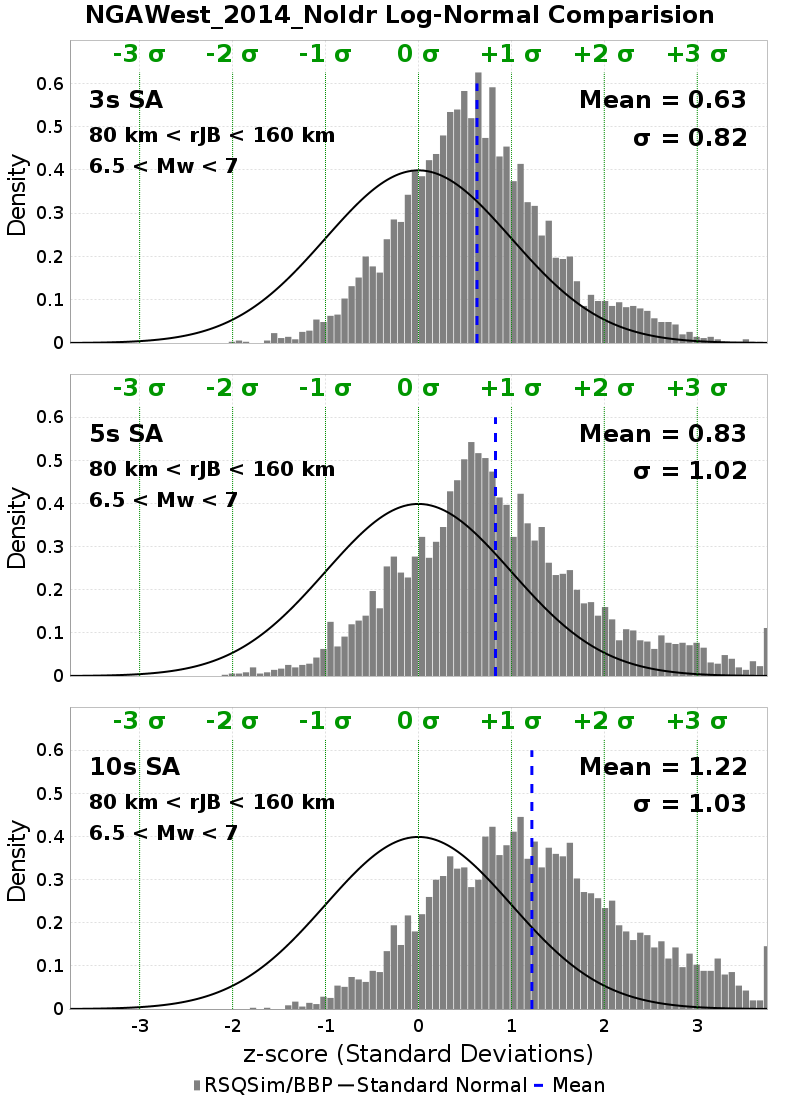 NGAWest_2014_NoIdr Log-Normal Comparision
-3 σ -2 σ -1 σ 0 σ +1 σ +2 σ +3 σ
3s SA
Mean = 0.63
80 km < rJB < 160 km
σ = 0.82
6.5 < Mw < 7
Density
0.6
0.5
0.4
0.3
0.2
0.1
0
-3 σ -2 σ -1 σ 0 σ +1 σ +2 σ +3 σ
5s SA
Mean = 0.83
80 km < rJB < 160 km
σ = 1.02
6.5 < Mw < 7
Density
0.6
0.5
0.4
0.3
0.2
0.1
0
-3 σ -2 σ -1 σ 0 σ +1 σ +2 σ +3 σ
10s SA
Mean = 1.22
80 km < rJB < 160 km
σ = 1.03
6.5 < Mw < 7
Density
0.6
0.5
0.4
0.3
0.2
0.1
0
-3 -2 -1 0 1 2 3
z-score (Standard Deviations)
RSQSim/BBP Standard Normal Mean